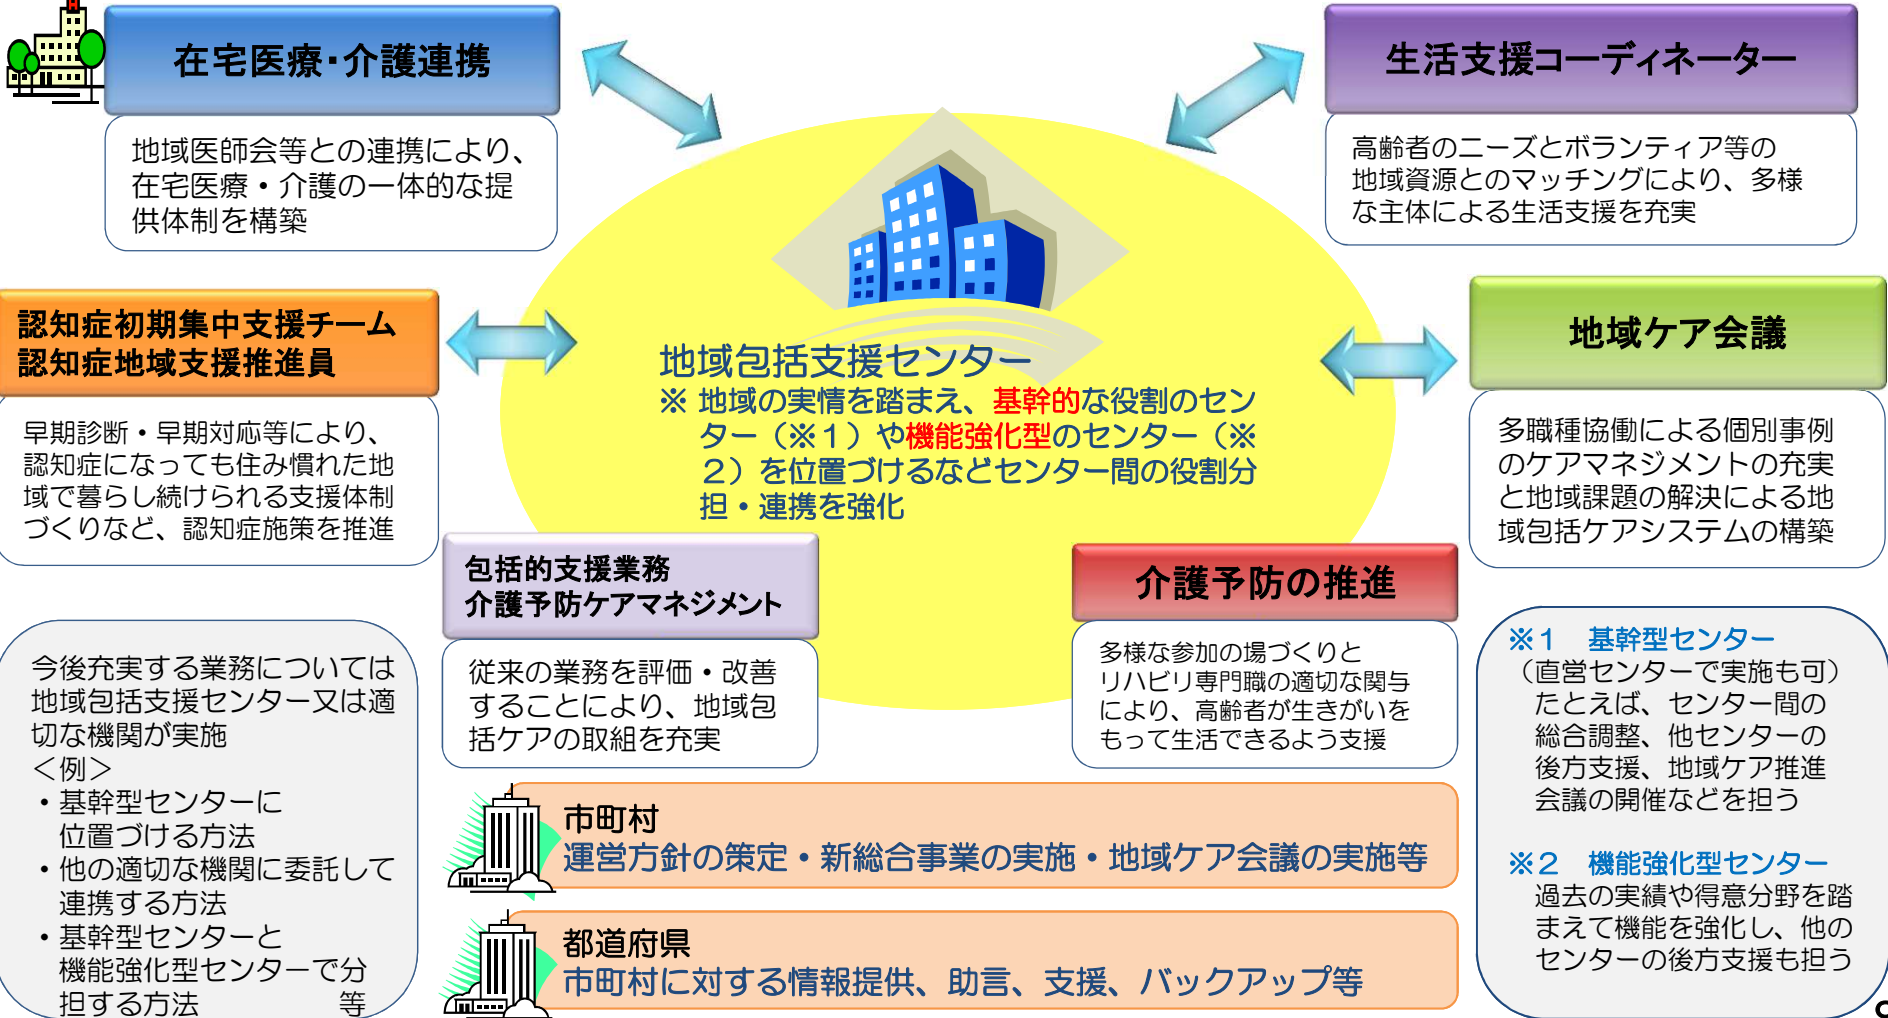 在宅医療・介護連携
地域医師会等との連携により、
在宅医療・介護の一体的な提
供体制を構築
生活支援コーディネーター
高齢者のニーズとボランティア等の
地域資源とのマッチングにより、多様
な主体による生活支援を充実
認知症初期集中支援チーム
認知症地域支援推進員
早期診断・早期対応等により、
認知症になっても住み慣れた地
域で暮らし続けられる支援体制
づくりなど、認知症施策を推進
地域包括支援センター
※ 地域の実情を踏まえ、基幹的な役割のセン
ター（※１）や機能強化型のセンター（※
２）を位置づけるなどセンター間の役割分
担・連携を強化
地域ケア会議
多職種協働による個別事例
のケアマネジメントの充実
と地域課題の解決による地
域包括ケアシステムの構築
包括的支援業務
介護予防ケアマネジメント
従来の業務を評価・改善
することにより、地域包
括ケアの取組を充実
介護予防の推進
多様な参加の場づくりと
リハビリ専門職の適切な関与
により、高齢者が生きがいを
もって生活できるよう支援
今後充実する業務については
地域包括支援センター又は適
切な機関が実施
＜例＞
・基幹型センターに
位置づける方法
・他の適切な機関に委託して
連携する方法
・基幹型センターと
機能強化型センターで分
担する方法　　　　等
市町村
運営方針の策定・新総合事業の実施・地域ケア会議の実施等
都道府県
市町村に対する情報提供、助言、支援、バックアップ等
※１　基幹型センター
（直営センターで実施も可）
たとえば、センター間の
総合調整、他センターの
後方支援、地域ケア推進
会議の開催などを担う
※２　機能強化型センター
過去の実績や得意分野を踏
まえて機能を強化し、他の
センターの後方支援も担う